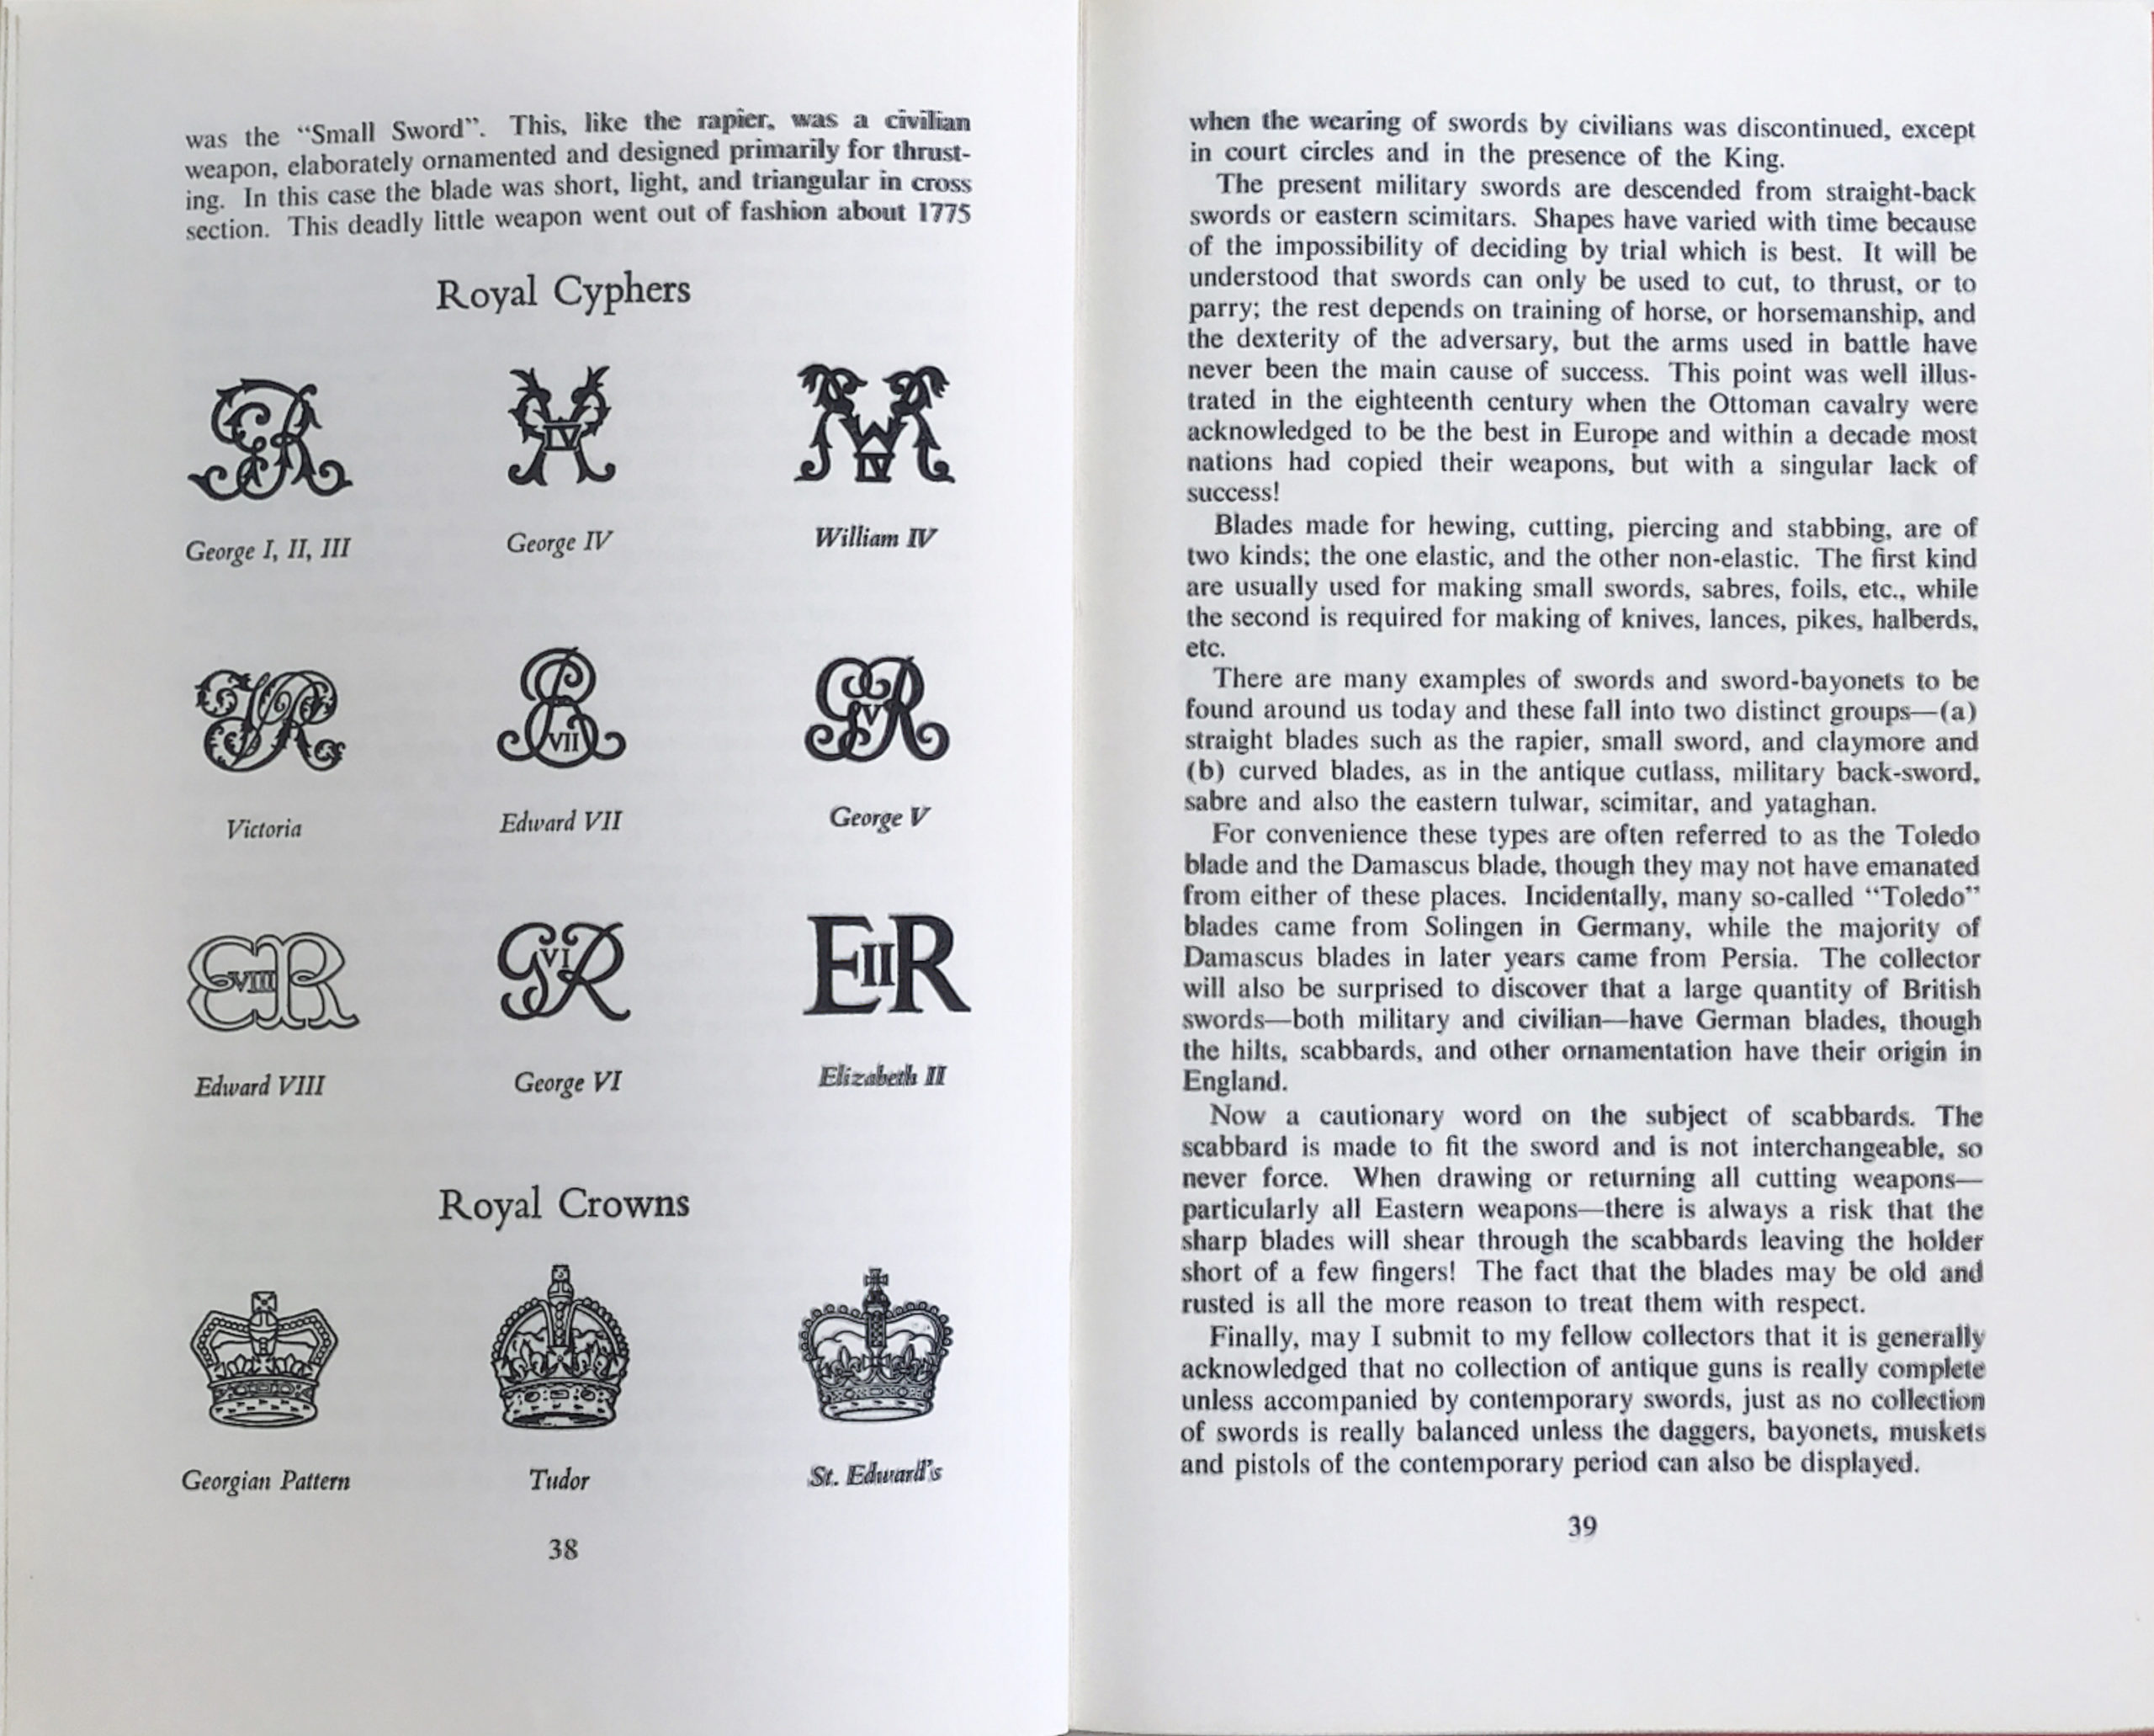 was the “Small Sword”. This, like the rapier, was a civilian
weapon, elaborately ornamented and designed primarily for thrust-
ing. In this case the blade was short, light, and triangular in cross
section. This deadly little weapon went out of fashion about 1775
Royal Cyphers
GR
IV
IV
George I, II, III
George IV
William IV
VR
VII
GVR
Victoria
Edward VII
George V
EVIIIR
GVIR
EIIR
Edward VIII
George VI
Elizabeth II
Royal Crowns
Georgian Pattern
Tudor
St. Edward's
38
when the wearing of swords by civilians was discontinued, except
in court circles and in the presence of the King.
The present military swords are descended from straight-back
swords or eastern scimitars. Shapes have varied with time because
of the impossibility of deciding by trial which is best. It will be
understood that swords can only be used to cut, to thrust, or to
parry; the rest depends on training of horse, or horsemanship, and
the dexterity of the adversary, but the arms used in battle have
never been the main cause of success. This point was well illus-
trated in the eighteenth century when the Ottoman cavalry were
acknowledged to be the best in Europe and within a decade most
nations had copied their weapons, but with a singular lack of
success!
Blades made for hewing, cutting, piercing and stabbing, are of
two kinds; the one elastic, and the other non-elastic. The first kind
are usually used for making small swords, sabres, foils, etc., while
the second is required for making of knives, lances, pikes, halberds,
etc.
There are many examples of swords and sword-bayonets to be
found around us today and these fall into two distinct groups—(a)
straight blades such as the rapier, small sword, and claymore and
(b) curved blades, as in the antique cutlass, military back-sword,
sabre and also the eastern tulwar, scimitar, and yataghan.
For convenience these types are often referred to as the Toledo
blade and the Damascus blade, though they may not have emanated
from either of these places. Incidentally, many so-called “Toledo”
blades came from Solingen in Germany, while the majority of
Damascus blades in later years came from Persia. The collector
will also be surprised to discover that a large quantity of British
swords—both military and civilian—have German blades, though
the hilts, scabbards, and other ornamentation have their origin in
England.
Now a cautionary word on the subject of scabbards. The
scabbard is made to fit the sword and is not interchangeable, so
never force. When drawing or returning all cutting weapons—
particularly all Eastern weapons—there is always a risk that the
sharp blades will shear through the scabbards leaving the holder
short of a few fingers! The fact that the blades may be old and
rusted is all the more reason to treat them with respect.
Finally, may I submit to my fellow collectors that it is generally
acknowledged that no collection of antique guns is really complete
unless accompanied by contemporary swords, just as no collection
of swords is really balanced unless the daggers, bayonets, muskets
and pistols of the contemporary period can also be displayed.
39